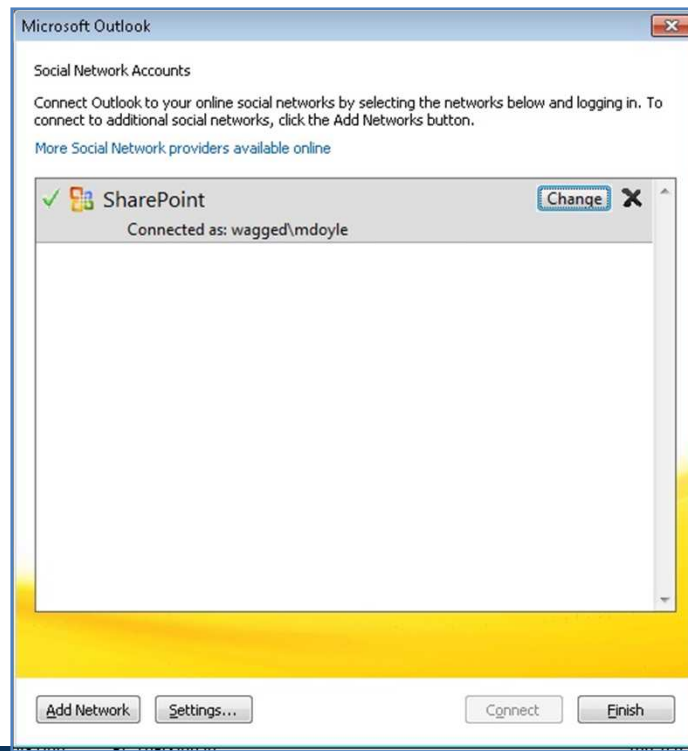 Microsoft Outlook
Social Network Accounts
Connect Outlook to your online social networks by selecting the networks below and logging in. To
connect to additional social networks, click the Add Networks button.
More Social Network providers available online
SharePoint
Change
Connected as: wagged\mdoyle
Add Network
Settings...
Connect
Finish